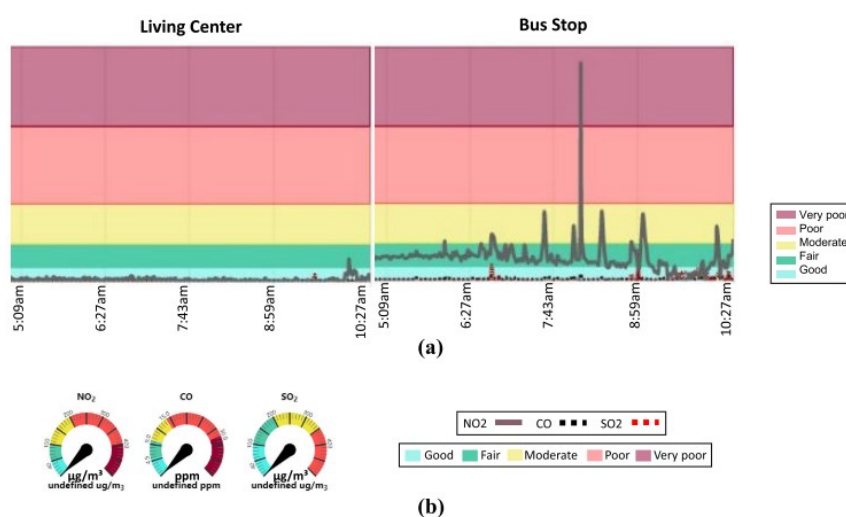 Living Center
Bus Stop
Very poor
Poor
Moderate
Fair
Good
5:09am
6:27am
7:43am
8:59am
10:27am
5:09am
6:27am
7:43am
8:59am
10:27am
(a)
NO2
CO
SO2
µg/m³
undefined ug/m3
ppm
undefined ppm
µg/m³
undefined ug/m3
NO2 CO SO2
Good Fair Moderate Poor Very poor
(b)